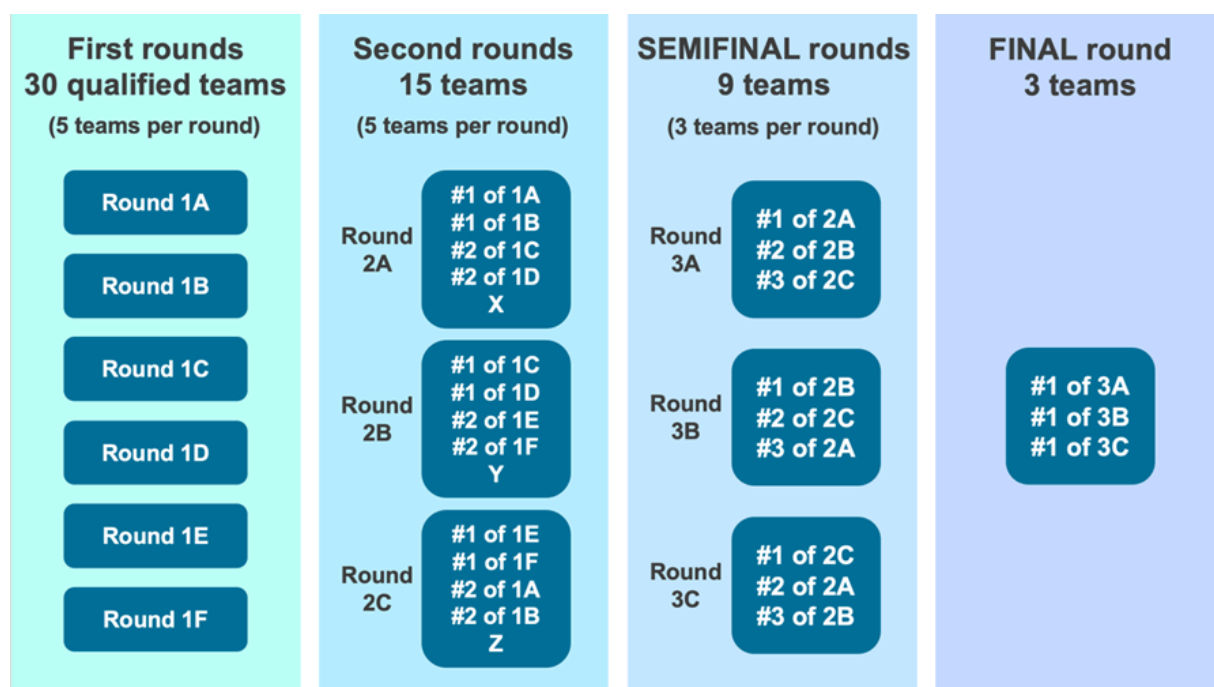 First rounds
30 qualified teams
(5 teams per round)
Round 1A
Round 1B
Round 1C
Round 1D
Round 1E
Round 1F
Second rounds
15 teams
(5 teams per round)
Round
2A
#1 of 1A
#1 of 1B
#2 of 1C
#2 of 1D
X
Round
2B
#1 of 1C
#1 of 1D
#2 of 1E
#2 of 1F
Y
Round
2C
#1 of 1E
#1 of 1F
#2 of 1A
#2 of 1B
Z
SEMIFINAL rounds
9 teams
(3 teams per round)
Round
3A
#1 of 2A
#2 of 2B
#3 of 2C
Round
3B
#1 of 2B
#2 of 2C
#3 of 2A
Round
3C
#1 of 2C
#2 of 2A
#3 of 2B
FINAL round
3 teams
#1 of 3A
#1 of 3B
#1 of 3C